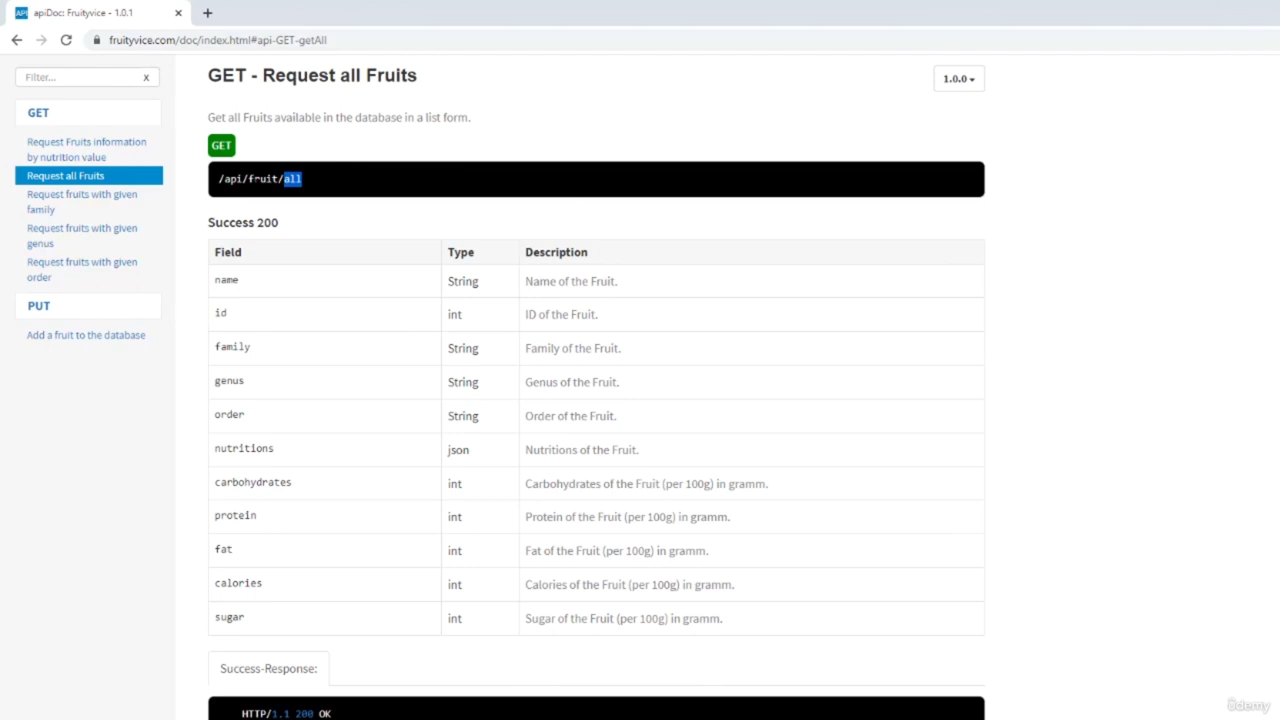 API apiDoc: Fruityvice - 1.0.1
fruityvice.com/doc/index.html#api-GET-getAll
Filter... x
GET
Request Fruits information
by nutrition value
Request all Fruits
Request fruits with given
family
Request fruits with given
genus
Request fruits with given
order
PUT
Add a fruit to the database
GET - Request all Fruits
1.0.0
Get all Fruits available in the database in a list form.
GET
/api/fruit/all
Success 200
Field Type Description
name String Name of the Fruit.
id int ID of the Fruit.
family String Family of the Fruit.
genus String Genus of the Fruit.
order String Order of the Fruit.
nutritions json Nutritions of the Fruit.
carbohydrates int Carbohydrates of the Fruit (per 100g) in gramm.
protein int Protein of the Fruit (per 100g) in gramm.
fat int Fat of the Fruit (per 100g) in gramm.
calories int Calories of the Fruit (per 100g) in gramm.
sugar int Sugar of the Fruit (per 100g) in gramm.
Success-Response:
HTTP/1.1 200 OK
ûdemy